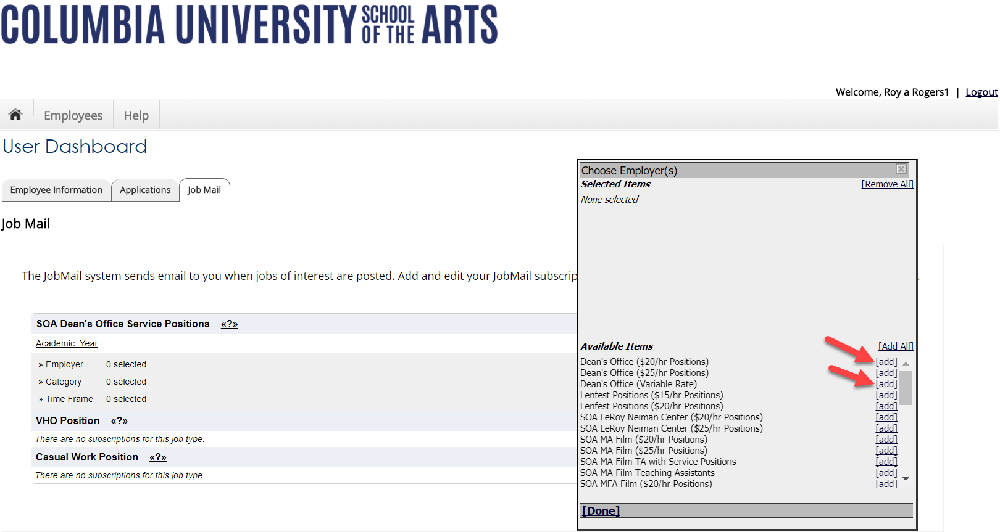 COLUMBIA UNIVERSITY SCHOOL OF THE ARTS
Welcome, Roy a Rogers1 | Logout
Employees Help
User Dashboard
Employee Information Applications Job Mail
Job Mail
The JobMail system sends email to you when jobs of interest are posted. Add and edit your JobMail subscrip
.
SOA Dean's Office Service Positions «?»
Academic_Year
» Employer 0 selected
» Category 0 selected
» Time Frame 0 selected
VHO Position «?»
There are no subscriptions for this job type.
Casual Work Position «?»
There are no subscriptions for this job type.
Choose Employer(s)
Selected Items [Remove All]
None selected
Available Items [Add All]
Dean's Office ($20/hr Positions) [add]
Dean's Office ($25/hr Positions) [add]
Dean's Office (Variable Rate) [add]
Lenfest Positions ($15/hr Positions) [add]
Lenfest Positions ($20/hr Positions) [add]
SOA LeRoy Neiman Center ($20/hr Positions) [add]
SOA LeRoy Neiman Center ($25/hr Positions) [add]
SOA MA Film ($20/hr Positions) [add]
SOA MA Film ($25/hr Positions) [add]
SOA MA Film TA with Service Positions [add]
SOA MA Film Teaching Assistants [add]
SOA MFA Film ($20/hr Positions) [add]
[Done]